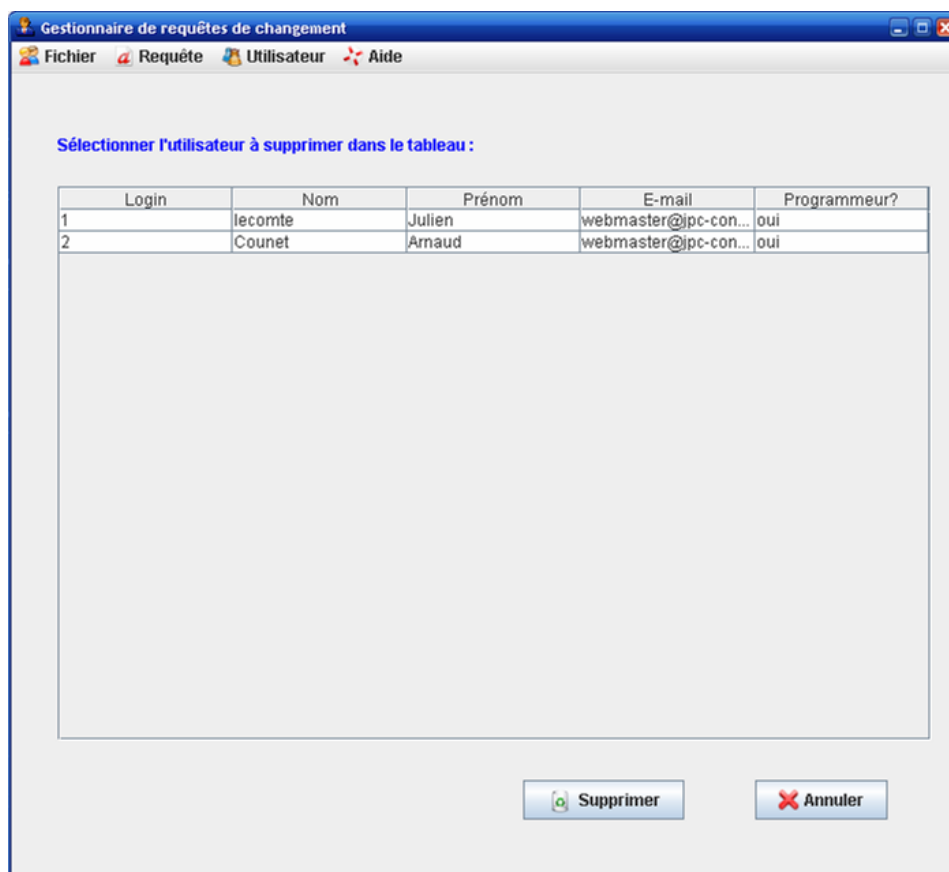 Gestionnaire de requêtes de changement
Fichier Requête Utilisateur Aide
Sélectionner l'utilisateur à supprimer dans le tableau :
Login Nom Prénom E-mail Programmeur?
1 lecomte Julien webmaster@jpc-con... oui
2 Counet Arnaud webmaster@jpc-con... oui
Supprimer Annuler